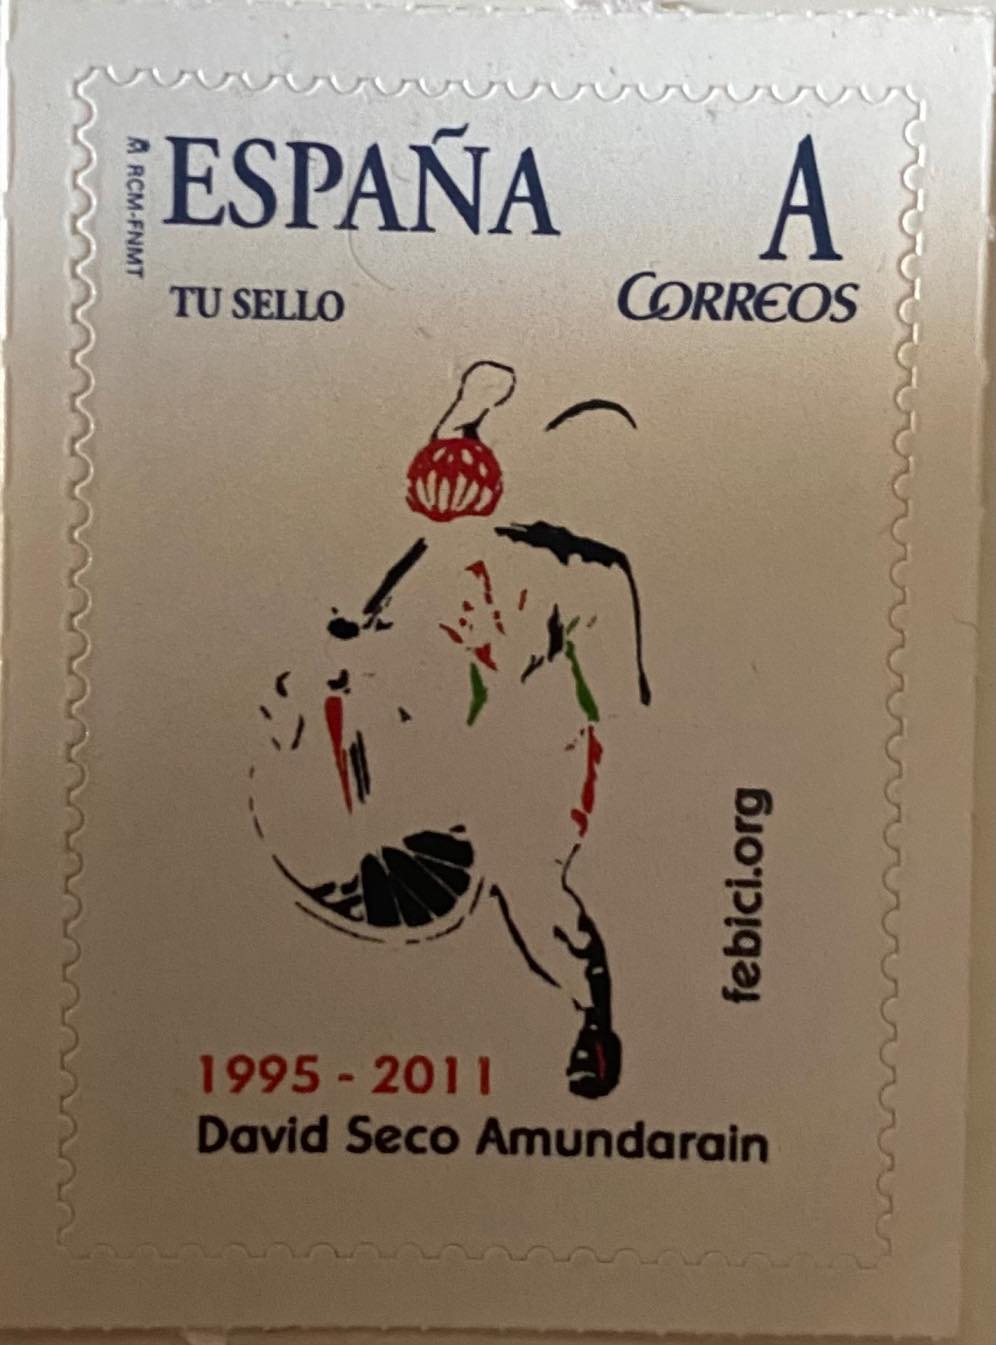 ESPAÑA
A
RCM-FNMT
TU SELLO
CORREOS
febici.org
1995 - 2011
David Seco Amundarain